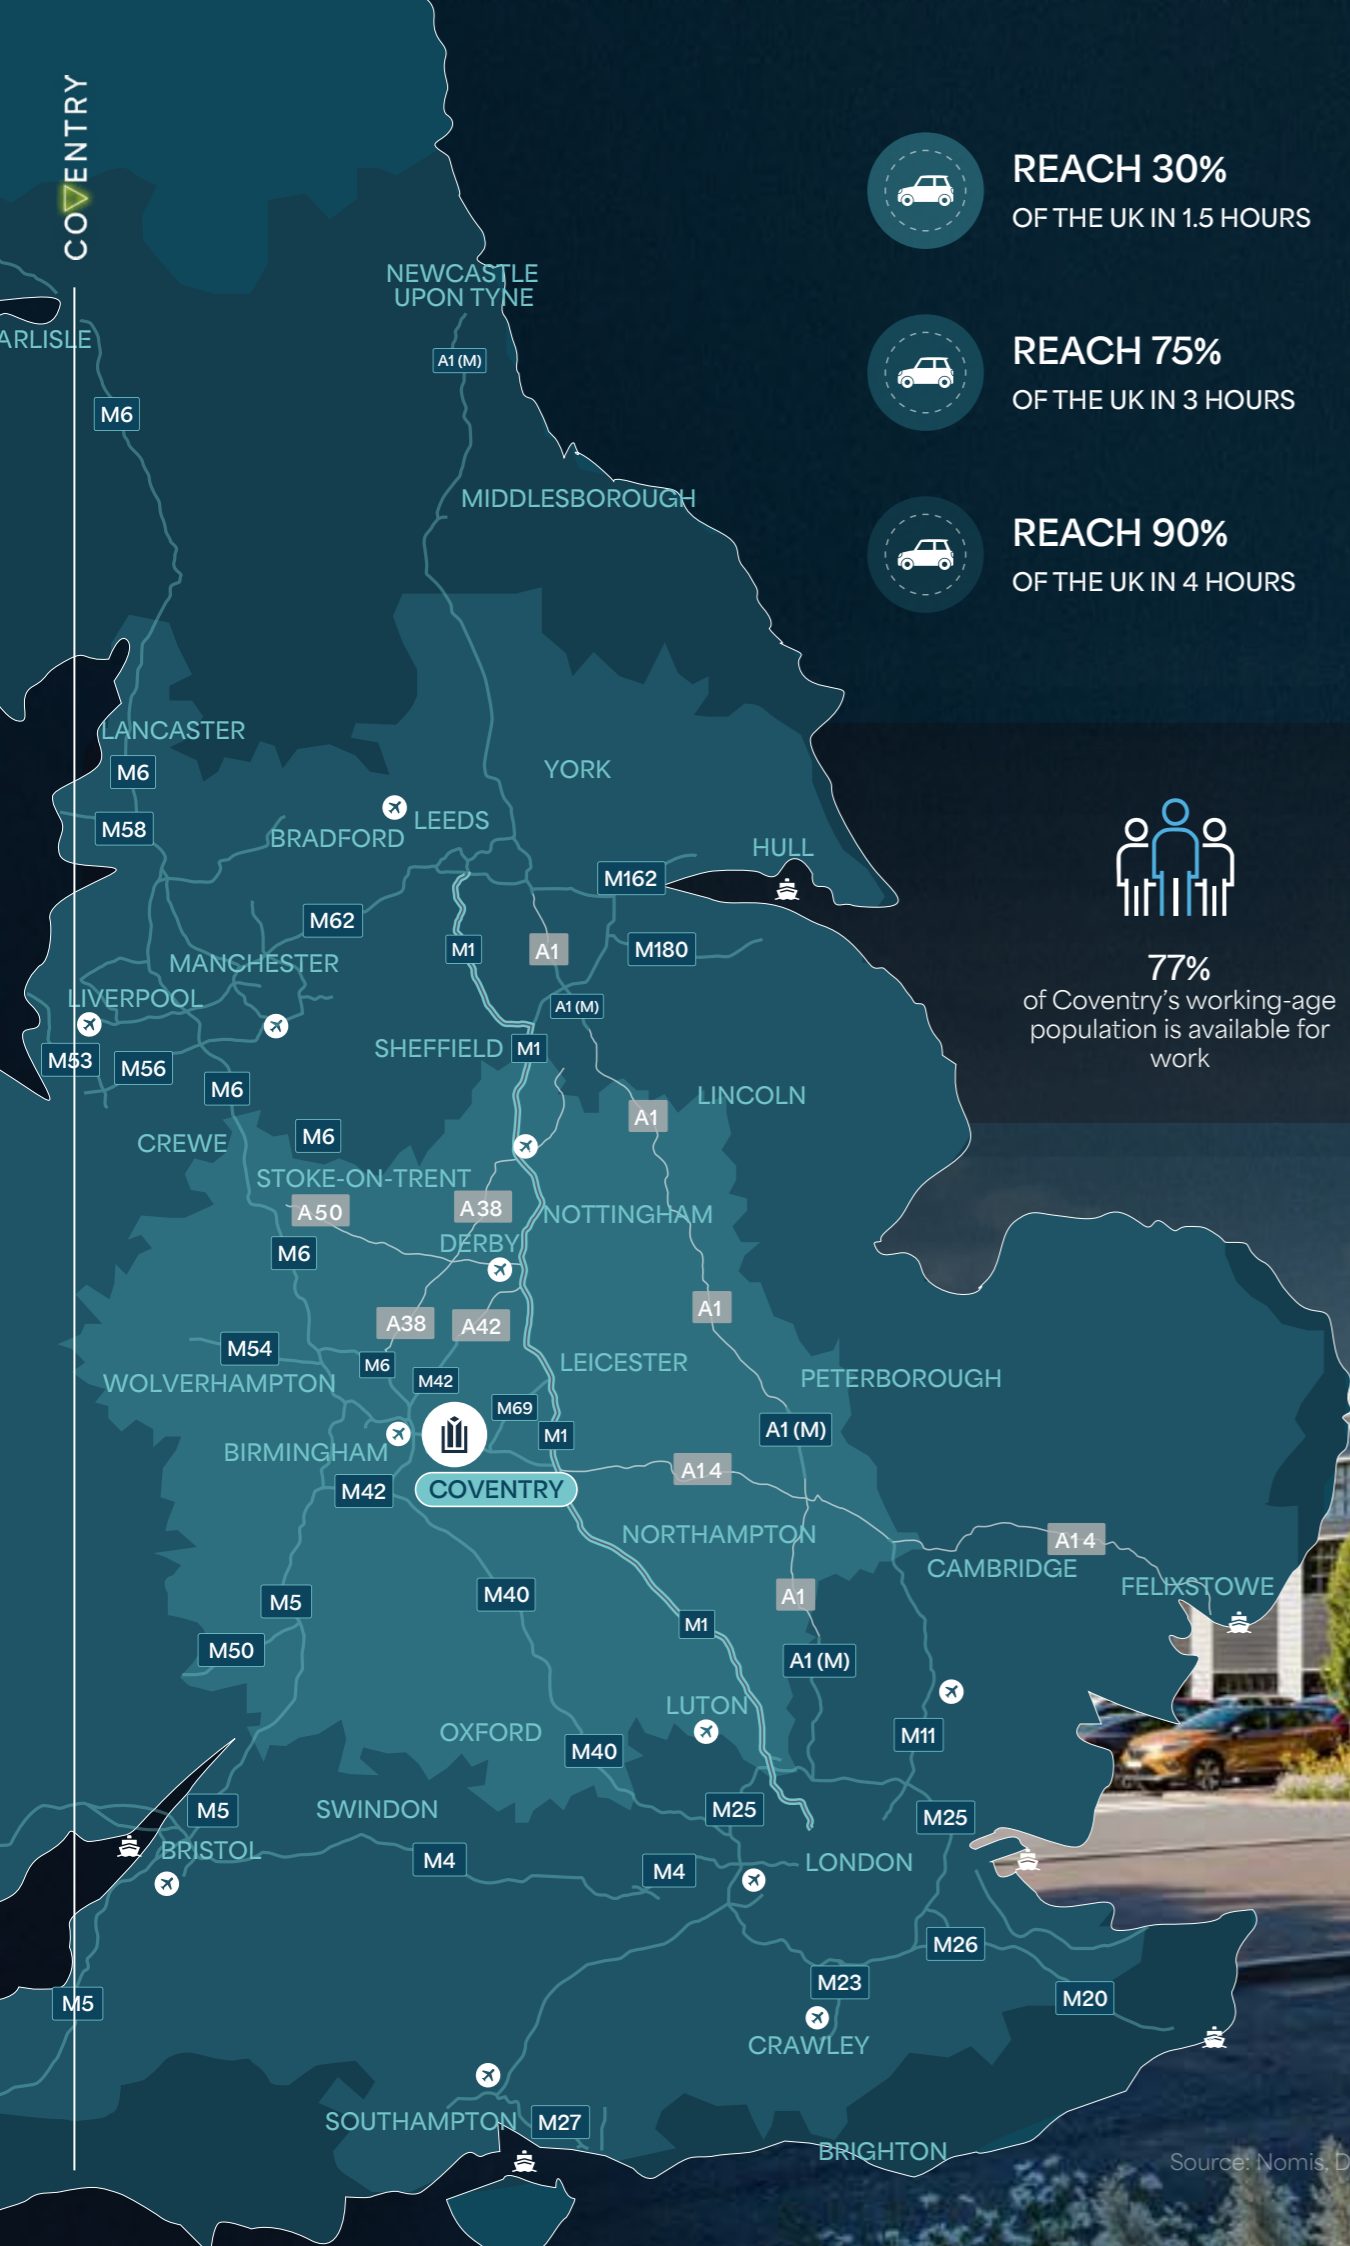 COVENTRY
REACH 30%
OF THE UK IN 1.5 HOURS
NEWCASTLE
UPON TYNE
ARLISLE
A1 (M)
REACH 75%
OF THE UK IN 3 HOURS
M6
MIDDLESBOROUGH
REACH 90%
OF THE UK IN 4 HOURS
LANCASTER
M6
YORK
M58
BRADFORD
LEEDS
HULL
M162
M62
M1
A1
M180
MANCHESTER
77%
of Coventry's working-age
population is available for
work
LIVERPOOL
A1 (M)
M53
M56
SHEFFIELD
M1
M6
LINCOLN
A1
CREWE
M6
STOKE-ON-TRENT
A50
A38
NOTTINGHAM
DERBY
M6
A38
A42
A1
M54
M6
LEICESTER
WOLVERHAMPTON
M42
PETERBOROUGH
M69
M1
A1 (M)
BIRMINGHAM
A14
M42
COVENTRY
NORTHAMPTON
A14
CAMBRIDGE
FELIXSTOWE
M5
M40
A1
M1
M50
A1 (M)
LUTON
OXFORD
M40
M11
M5
SWINDON
M25
M25
BRISTOL
M4
M4
LONDON
M26
M5
M23
M20
CRAWLEY
SOUTHAMPTON
M27
BRIGHTON
Source: Nomis. D